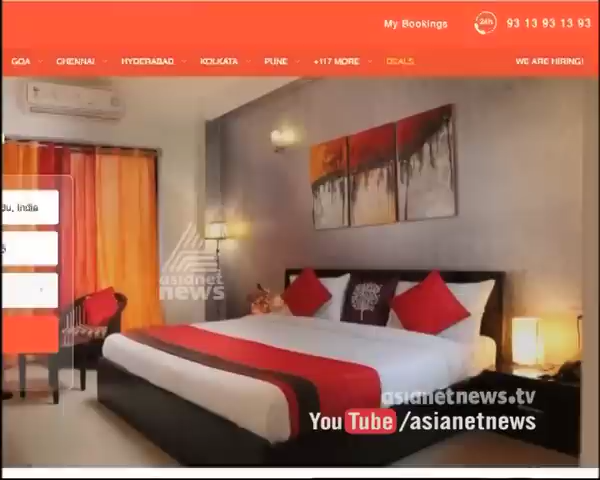 My Bookings
24h 93 13 93 13 93
GOA CHENNAI HYDERABAD KOLKATA PUNE +117 MORE DEALS WE ARE HIRING!
du, India
asianet
news
asianetnews.tv
YouTube/asianetnews